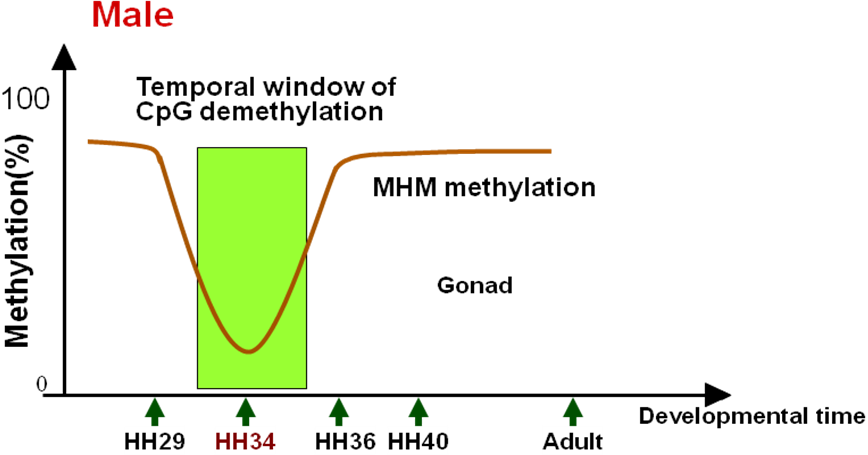 Male
Temporal window of
CpG demethylation
100
Methylation(%)
MHM methylation
Gonad
0
Developmental time
HH29 HH34 HH36 HH40 Adult